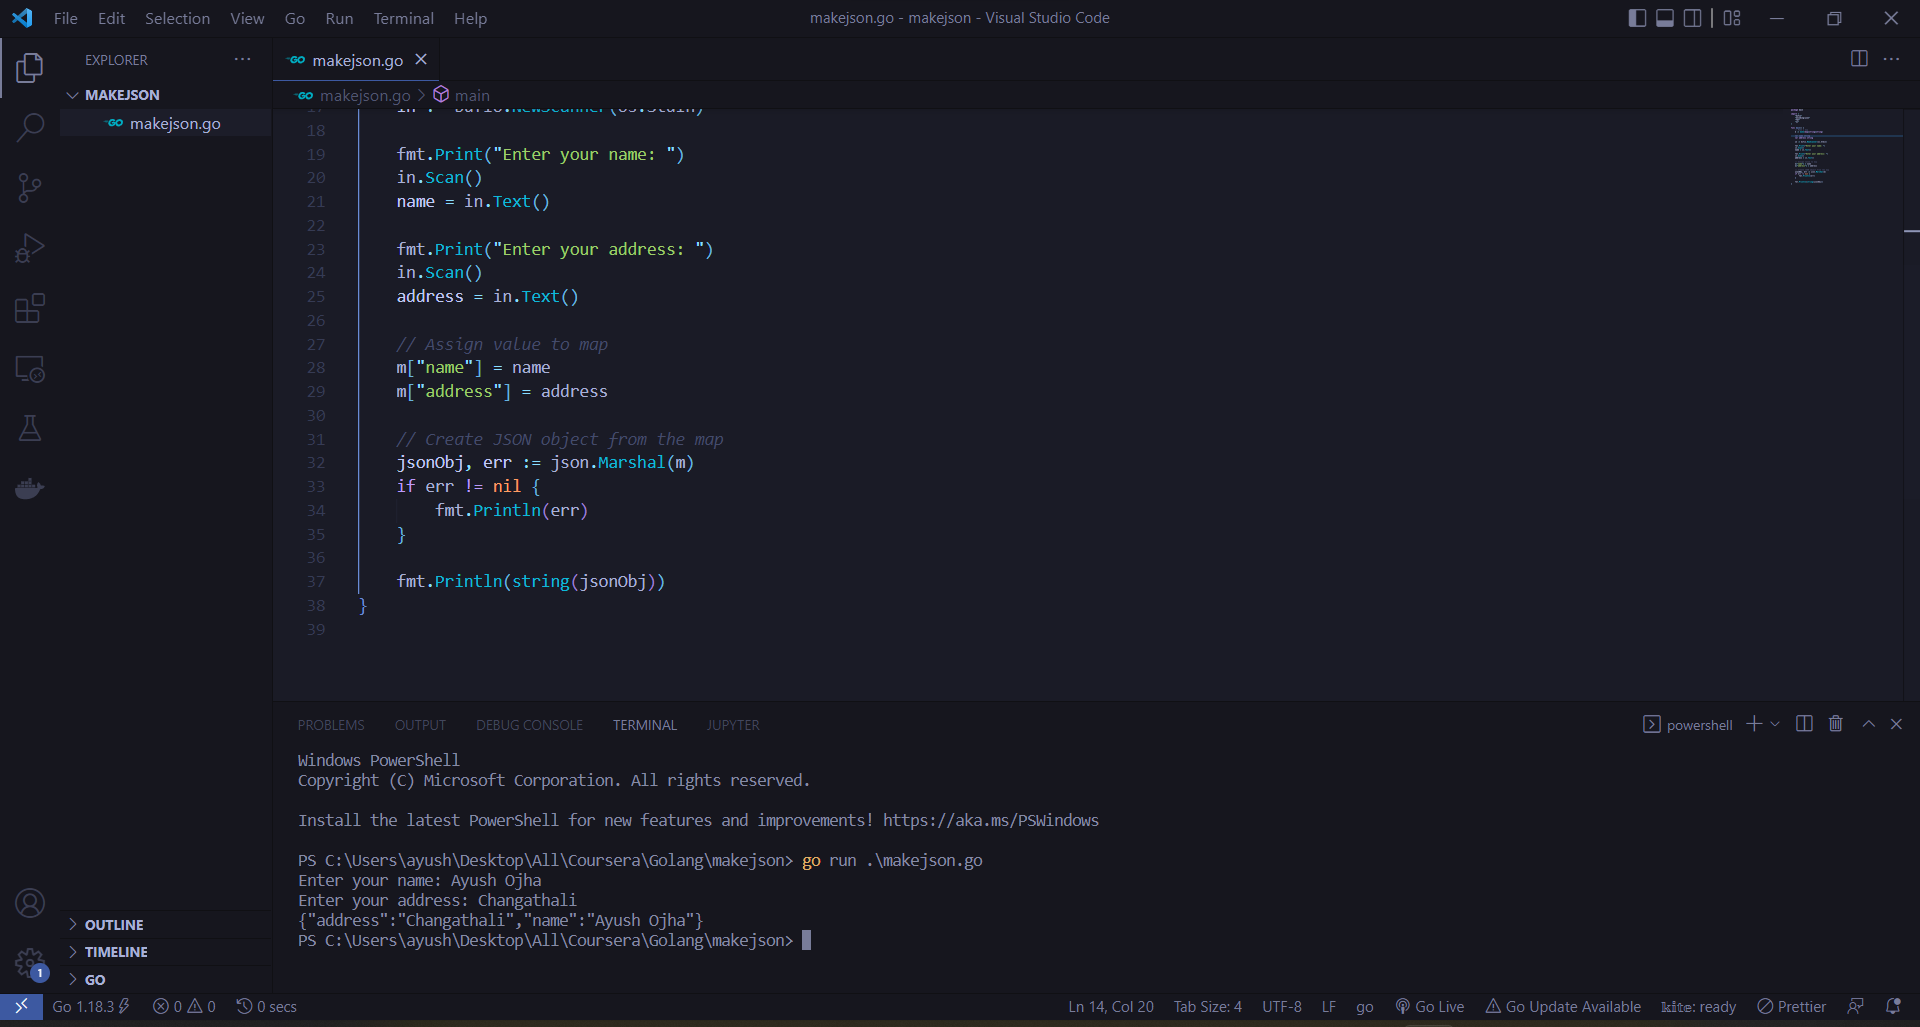 File Edit Selection View Go Run Terminal Help
makejson.go - makejson - Visual Studio Code
EXPLORER
MAKEJSON
GO makejson.go
GO makejson.go
GO makejson.go > main
18
19 fmt.Print("Enter your name: ")
20 in.Scan()
21 name = in.Text()
22
23 fmt.Print("Enter your address: ")
24 in.Scan()
25 address = in.Text()
26
27 // Assign value to map
28 m["name"] = name
29 m["address"] = address
30
31 // Create JSON object from the map
32 jsonObj, err := json.Marshal(m)
33 if err != nil {
34 fmt.Println(err)
35 }
36
37 fmt.Println(string(jsonObj))
38 }
39
PROBLEMS OUTPUT DEBUG CONSOLE TERMINAL JUPYTER
powershell
Windows PowerShell
Copyright (C) Microsoft Corporation. All rights reserved.
Install the latest PowerShell for new features and improvements! https://aka.ms/PSWindows
PS C:\Users\ayush\Desktop\All\Coursera\Golang\makejson> go run .\makejson.go
Enter your name: Ayush Ojha
Enter your address: Changathali
{"address":"Changathali","name":"Ayush Ojha"}
PS C:\Users\ayush\Desktop\All\Coursera\Golang\makejson>
OUTLINE
TIMELINE
GO
1
Go 1.18.3 0 0 0 secs
Ln 14, Col 20 Tab Size: 4 UTF-8 LF go Go Live Go Update Available kite: ready Prettier